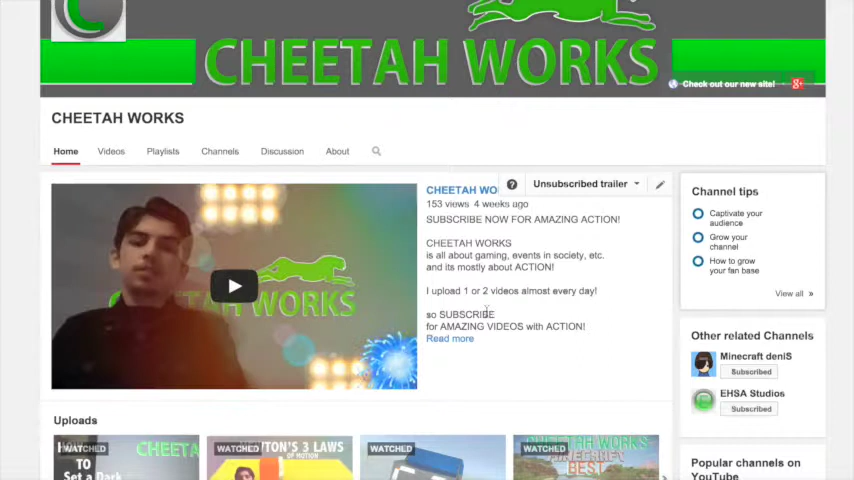 CHEETAH WORKS
Check out our new site!
CHEETAH WORKS
Home Videos Playlists Channels Discussion About
CHEETAH WO
Unsubscribed trailer
153 views 4 weeks ago
SUBSCRIBE NOW FOR AMAZING ACTION!
CHEETAH WORKS
is all about gaming, events in society, etc.
and its mostly about ACTION!
I upload 1 or 2 videos almost every day!
so SUBSCRIBE
for AMAZING VIDEOS with ACTION!
Read more
CHEETAH WORKS
Channel tips
Captivate your
audience
Grow your
channel
How to grow
your fan base
View all »
Other related Channels
Minecraft deniS
Subscribed
EHSA Studios
Subscribed
Popular channels on
YouTube
Uploads
WATCHED
TO
Set a Dark
CHEETAH
WATCHED
NEWTON'S 3 LAWS
OF MOTION
WATCHED
WATCHED
CHEETAH WORKS
MINECRAFT
BEST